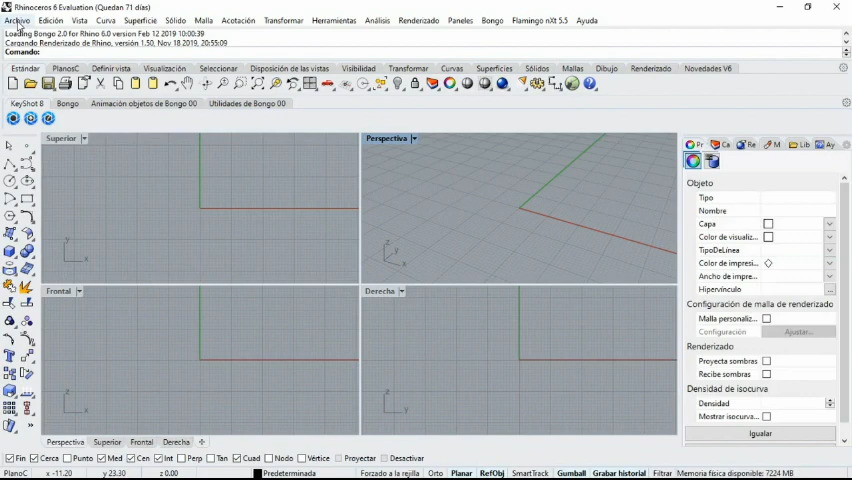 Rhinoceros 6 Evaluation (Quedan 71 días)
Archivo Edición Vista Curva Superficie Sólido Malla Acotación Transformar Herramientas Análisis Renderizado Paneles Bongo Flamingo nXt 5.5 Ayuda
Loading Bongo 2.0 for Rhino 6.0 version Feb 12 2019 10:00:39
Cargando Renderizado de Rhino, versión 1.50, Nov 18 2019, 20:55:09
Comando:
Estándar PlanosC Definir vista Visualización Seleccionar Disposición de las vistas Visibilidad Transformar Curvas Superficies Sólidos Mallas Dibujo Renderizado Novedades V6
KeyShot 8 Bongo Animación objetos de Bongo 00 Utilidades de Bongo 00
Superior
Perspectiva
Pr Ca Re M Lib Ay
Objeto
Tipo
Nombre
Capa
Color de visualiz...
TipoDeLínea
Color de impresi...
Ancho de impre...
Hipervínculo ...
Configuración de malla de renderizado
Malla personaliz...
Configuración Ajustar...
Renderizado
Proyecta sombras
Recibe sombras
Densidad de isocurva
Densidad
Mostrar isocurva...
Igualar
y x
z y x
Frontal
Derecha
z x
z y
Perspectiva Superior Frontal Derecha
Fin Cerca Punto Med Cen Int Perp Tan Cuad Nodo Vértice Proyectar Desactivar
PlanoC x -11.20 y 23.30 z 0.00 Predeterminada Forzado a la rejilla Orto Planar RefObj SmartTrack Gumball Grabar historial Filtrar Memoria física disponible: 7224 MB